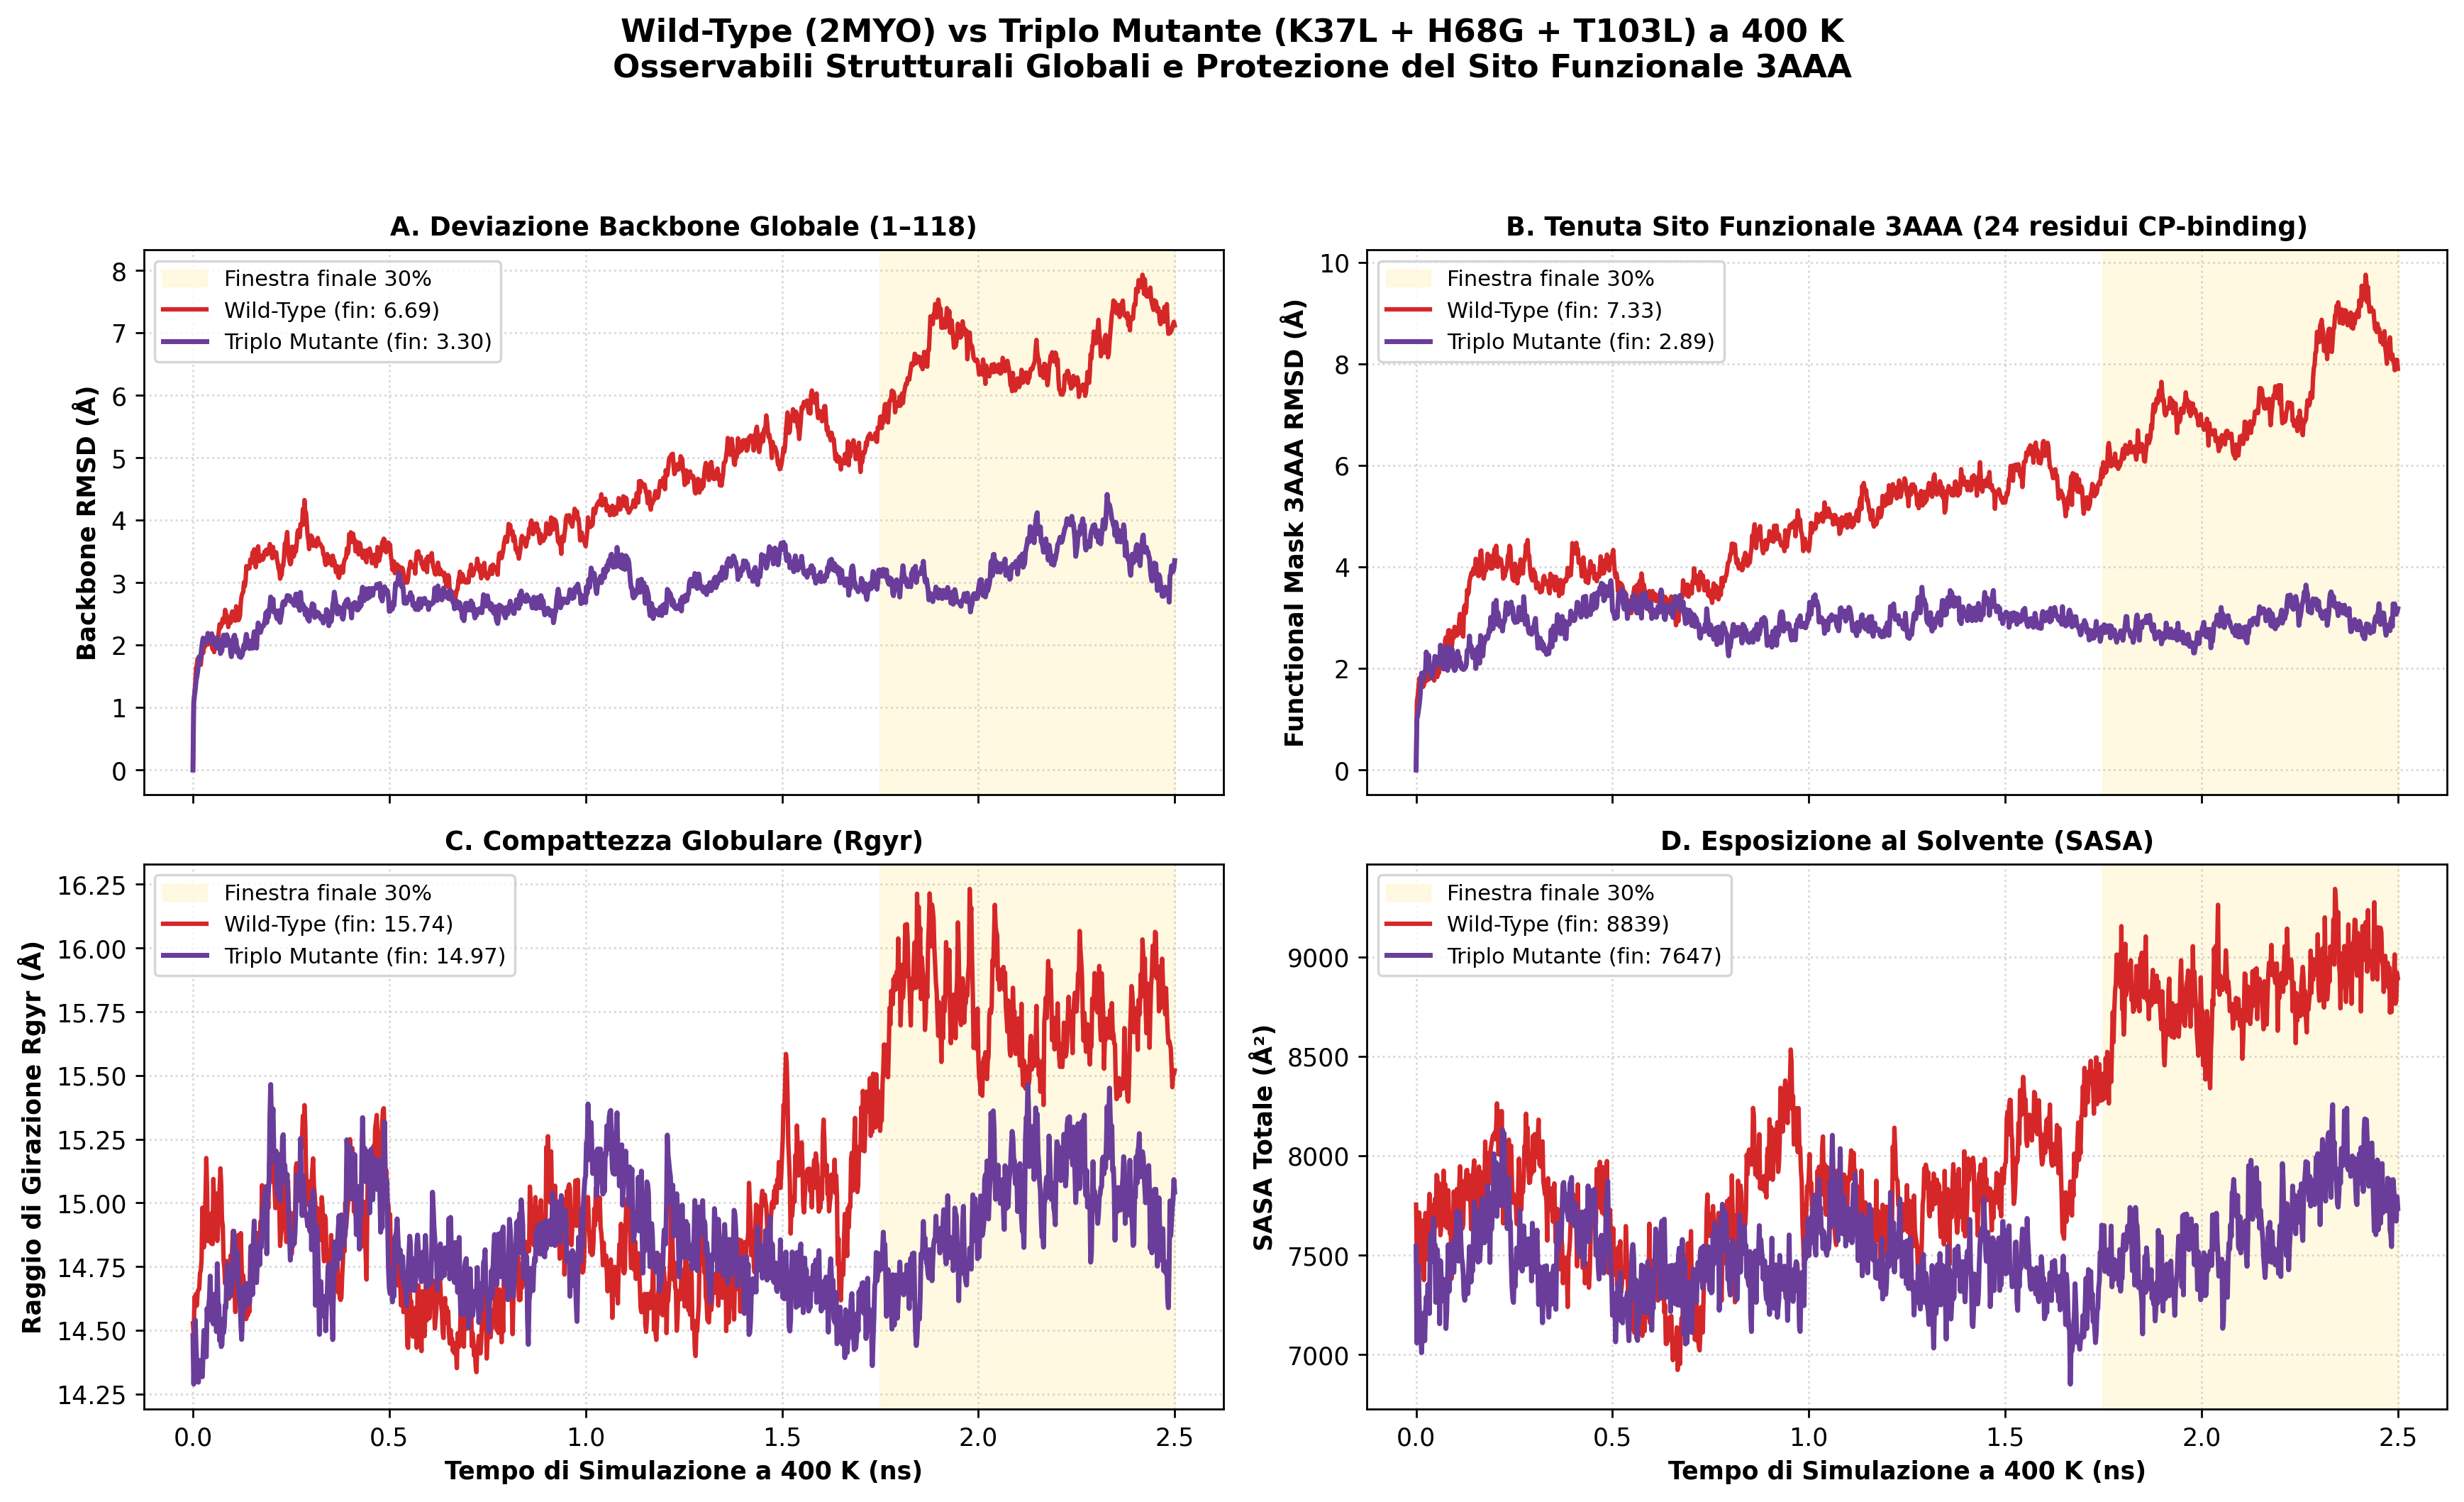 Wild-Type (2MYO) vs Triplo Mutante (K37L + H68G + T103L) a 400 K
Osservabili Strutturali Globali e Protezione del Sito Funzionale 3AAA
A. Deviazione Backbone Globale (1–118)
Backbone RMSD (Å)
8
7
6
5
4
3
2
1
0
Finestra finale 30%
Wild-Type (fin: 6.69)
Triplo Mutante (fin: 3.30)
B. Tenuta Sito Funzionale 3AAA (24 residui CP-binding)
Functional Mask 3AAA RMSD (Å)
10
8
6
4
2
0
Finestra finale 30%
Wild-Type (fin: 7.33)
Triplo Mutante (fin: 2.89)
C. Compattezza Globulare (Rgyr)
Raggio di Girazione Rgyr (Å)
16.25
16.00
15.75
15.50
15.25
15.00
14.75
14.50
14.25
Finestra finale 30%
Wild-Type (fin: 15.74)
Triplo Mutante (fin: 14.97)
0.0 0.5 1.0 1.5 2.0 2.5
Tempo di Simulazione a 400 K (ns)
D. Esposizione al Solvente (SASA)
SASA Totale (Å²)
9000
8500
8000
7500
7000
Finestra finale 30%
Wild-Type (fin: 8839)
Triplo Mutante (fin: 7647)
0.0 0.5 1.0 1.5 2.0 2.5
Tempo di Simulazione a 400 K (ns)